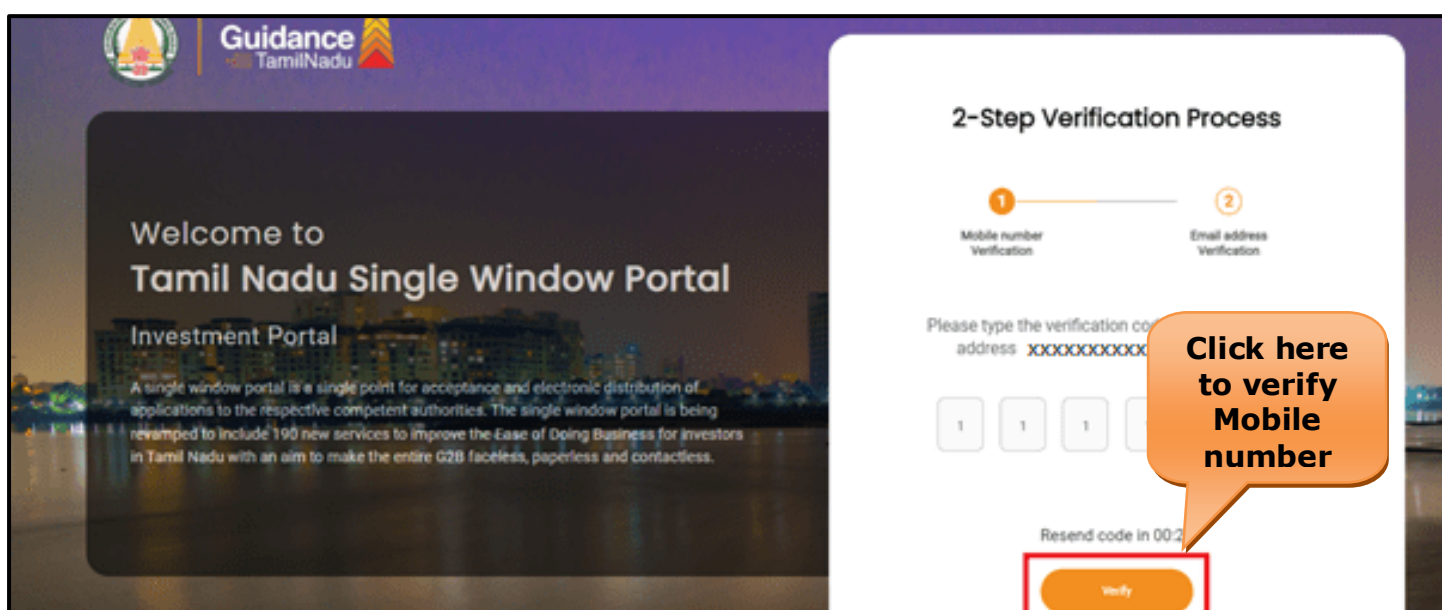 Guidance
TamilNadu
Welcome to
Tamil Nadu Single Window Portal
Investment Portal
A single window portal is a single point for acceptance and electronic distribution of
applications to the respective competent authorities. The single window portal is being
revamped to include 190 new services to improve the Ease of Doing Business for investors
in Tamil Nadu with an aim to make the entire G2B faceless, paperless and contactless.
2-Step Verification Process
1
2
Mobile number
Verification
Email address
Verification
Please type the verification
address XXXXXXXXXX
1 1 1
Click here
to verify
Mobile
number
Resend code in 00:2
Verify